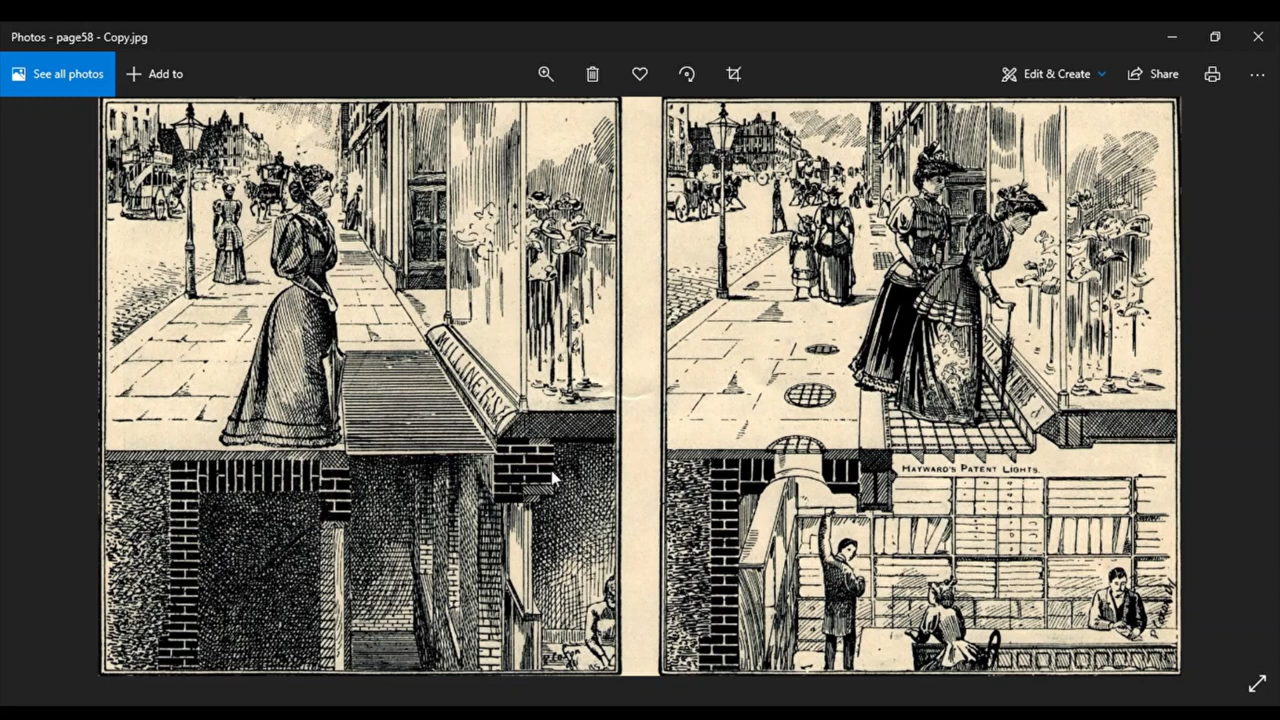 Photos - page58 - Copy.jpg
See all photos
Add to
Edit & Create
Share
MILLINERY
HAYWARD'S PATENT LIGHTS.